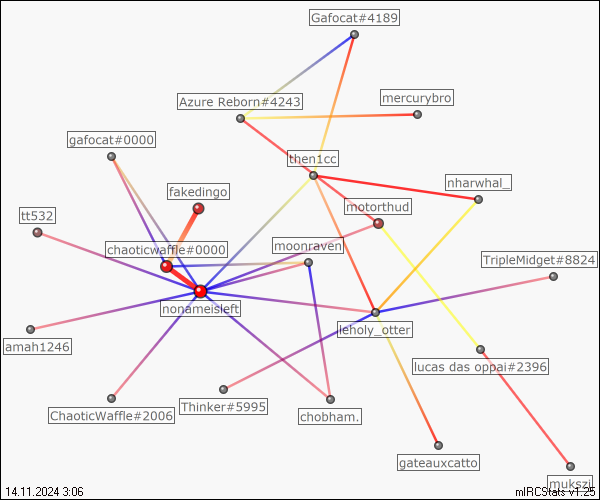 Gafocat#4189
Azure Reborn#4243
mercurybro
gafocat#0000
then1cc
fakedingo
nharwhal_
motorthud
tt532
chaoticwaffle#0000
moonraven
TripleMidget#8824
nonameisleft
leholy_otter
amah1246
lucas das oppai#2396
ChaoticWaffle#2006
Thinker#5995
chobham.
gateauxcatto
mukszi
14.11.2024 3:06
mIRCStats v1.25